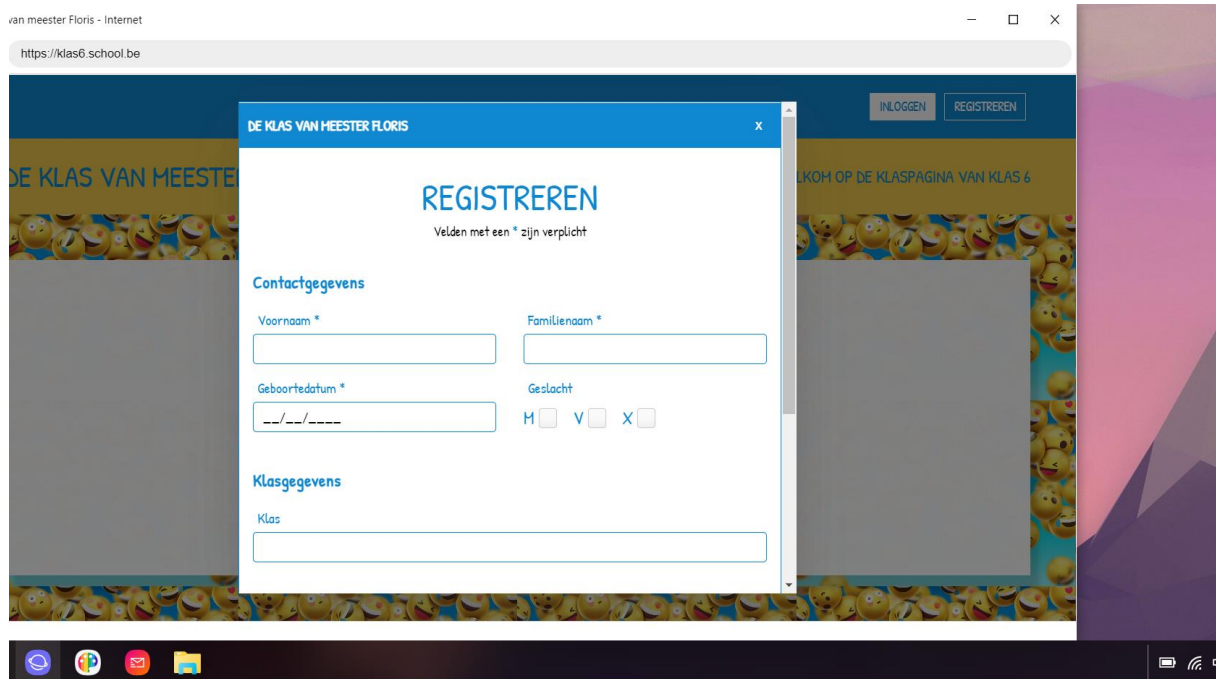 van meester Floris - Internet
https://klas6.school.be
INLOGGEN REGISTREREN
DE KLAS VAN MEESTER FLORIS X
DE KLAS VAN MEESTE
LKOM OP DE KLASPAGINA VAN KLAS 6
REGISTREREN
Velden met een * zijn verplicht
Contactgegevens
Voornaam * Familienaam *
Geboortedatum * Geslacht
__/__/____ M V X
Klasgegevens
Klas